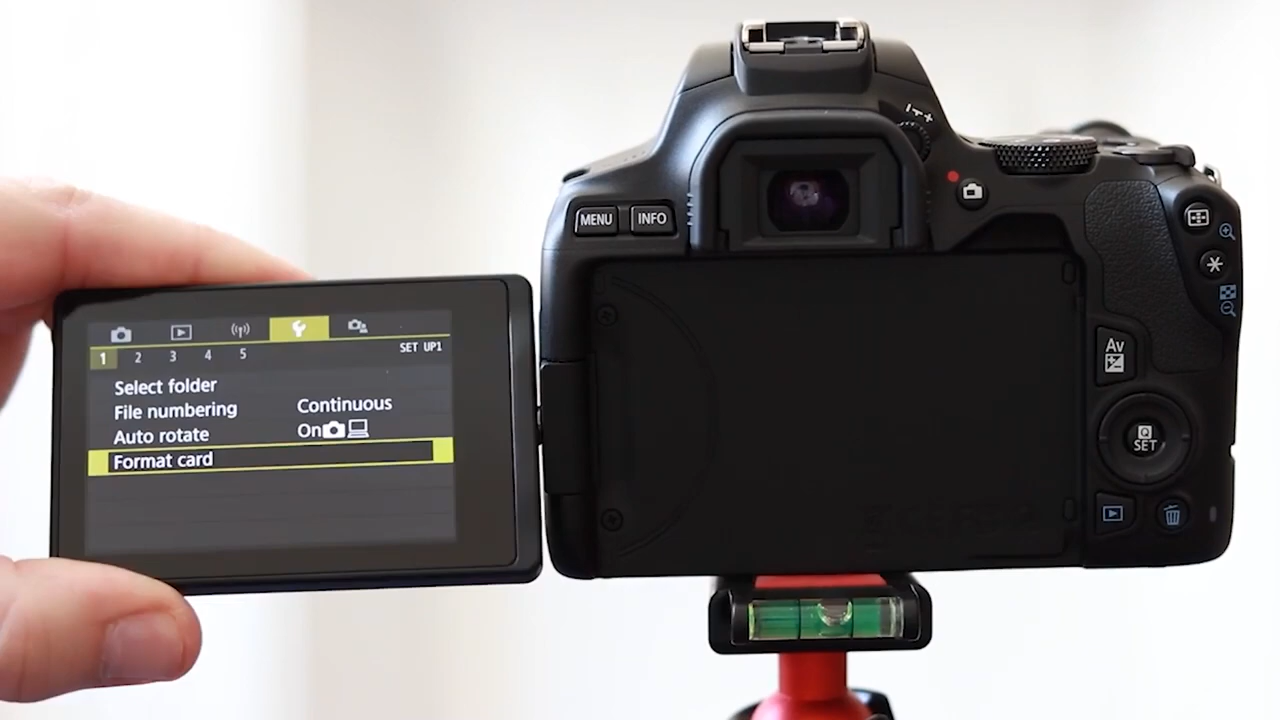 1 2 3 4 5 SET UP1
Select folder
File numbering Continuous
Auto rotate On
Format card
MENU INFO
Av
Q
SET